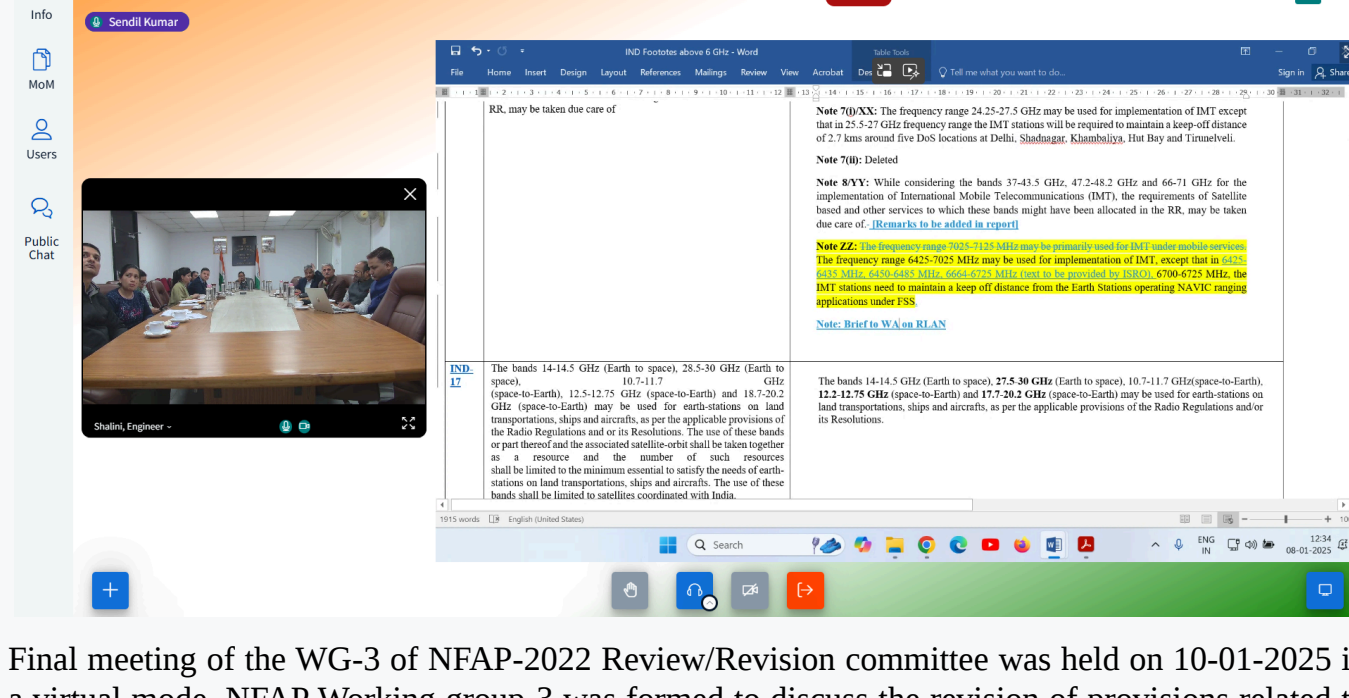 Info
Sendil Kumar
MoM
Users
Public
Chat
IND Fototes above 6 GHz - Word
Table Tools
File Home Insert Design Layout References Mailings Review View Acrobat Des
Tell me what you want to do...
Sign in Share
RR, may be taken due care of
Note 7(i)/XX: The frequency range 24.25-27.5 GHz may be used for implementation of IMT except
that in 25.5-27 GHz frequency range the IMT stations will be required to maintain a keep-off distance
of 2.7 kms around five DoS locations at Delhi, Shadnagar, Khambaliya, Hut Bay and Tirunelveli.
Note 7(ii): Deleted
Note 8/YY: While considering the bands 37-43.5 GHz, 47.2-48.2 GHz and 66-71 GHz for the
implementation of International Mobile Telecommunications (IMT), the requirements of Satellite
based and other services to which these bands might have been allocated in the RR, may be taken
due care of. [Remarks to be added in report]
Note ZZ: The frequency range 7025-7125 MHz may be primarily used for IMT under mobile services.
The frequency range 6425-7025 MHz may be used for implementation of IMT, except that in 6425-
6435 MHz, 6450-6485 MHz, 6664-6725 MHz (text to be provided by ISRO), 6700-6725 MHz, the
IMT stations need to maintain a keep off distance from the Earth Stations operating NAVIC ranging
applications under FSS.
Note: Brief to WA on RLAN
IND-
17
The bands 14-14.5 GHz (Earth to space), 28.5-30 GHz (Earth to
space), 10.7-11.7 GHz
(space-to-Earth), 12.5-12.75 GHz (space-to-Earth) and 18.7-20.2
GHz (space-to-Earth) may be used for earth-stations on land
transportations, ships and aircrafts, as per the applicable provisions of
the Radio Regulations and or its Resolutions. The use of these bands
or part thereof and the associated satellite-orbit shall be taken together
as a resource and the number of such resources
shall be limited to the minimum essential to satisfy the needs of earth-
stations on land transportations, ships and aircrafts. The use of these
bands shall be limited to satellites coordinated with India.
The bands 14-14.5 GHz (Earth to space), 27.5-30 GHz (Earth to space), 10.7-11.7 GHz(space-to-Earth),
12.2-12.75 GHz (space-to-Earth) and 17.7-20.2 GHz (space-to-Earth) may be used for earth-stations on
land transportations, ships and aircrafts, as per the applicable provisions of the Radio Regulations and/or
its Resolutions.
Shalini, Engineer
1915 words English (United States)
Search
ENG
IN
12:34
08-01-2025
Final meeting of the WG-3 of NFAP-2022 Review/Revision committee was held on 10-01-2025 i
a virtual mode. NFAP Working group 3 was formed to discuss the revision of provisions related t